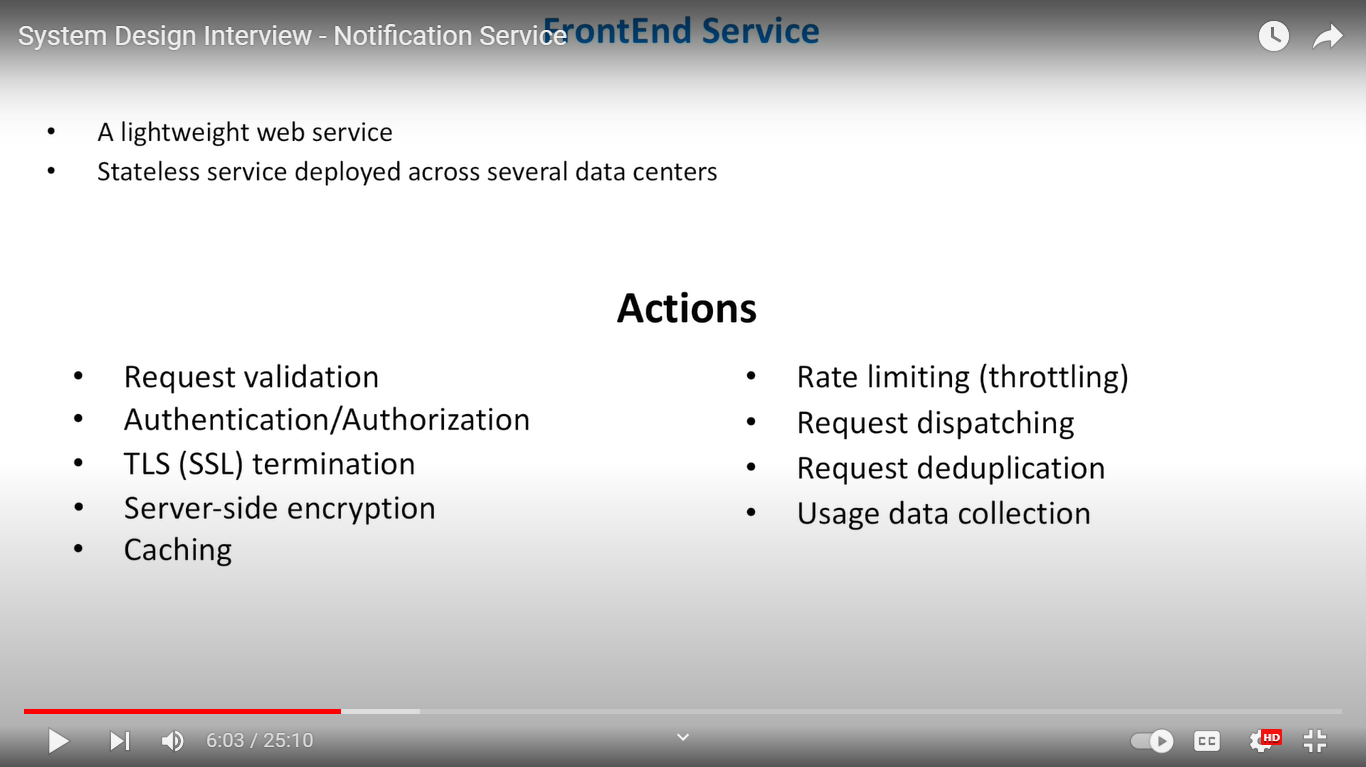 System Design Interview - Notification Service
FrontEnd Service
• A lightweight web service
• Stateless service deployed across several data centers
Actions
• Request validation
• Authentication/Authorization
• TLS (SSL) termination
• Server-side encryption
• Caching
• Rate limiting (throttling)
• Request dispatching
• Request deduplication
• Usage data collection
6:03 / 25:10
CC
HD